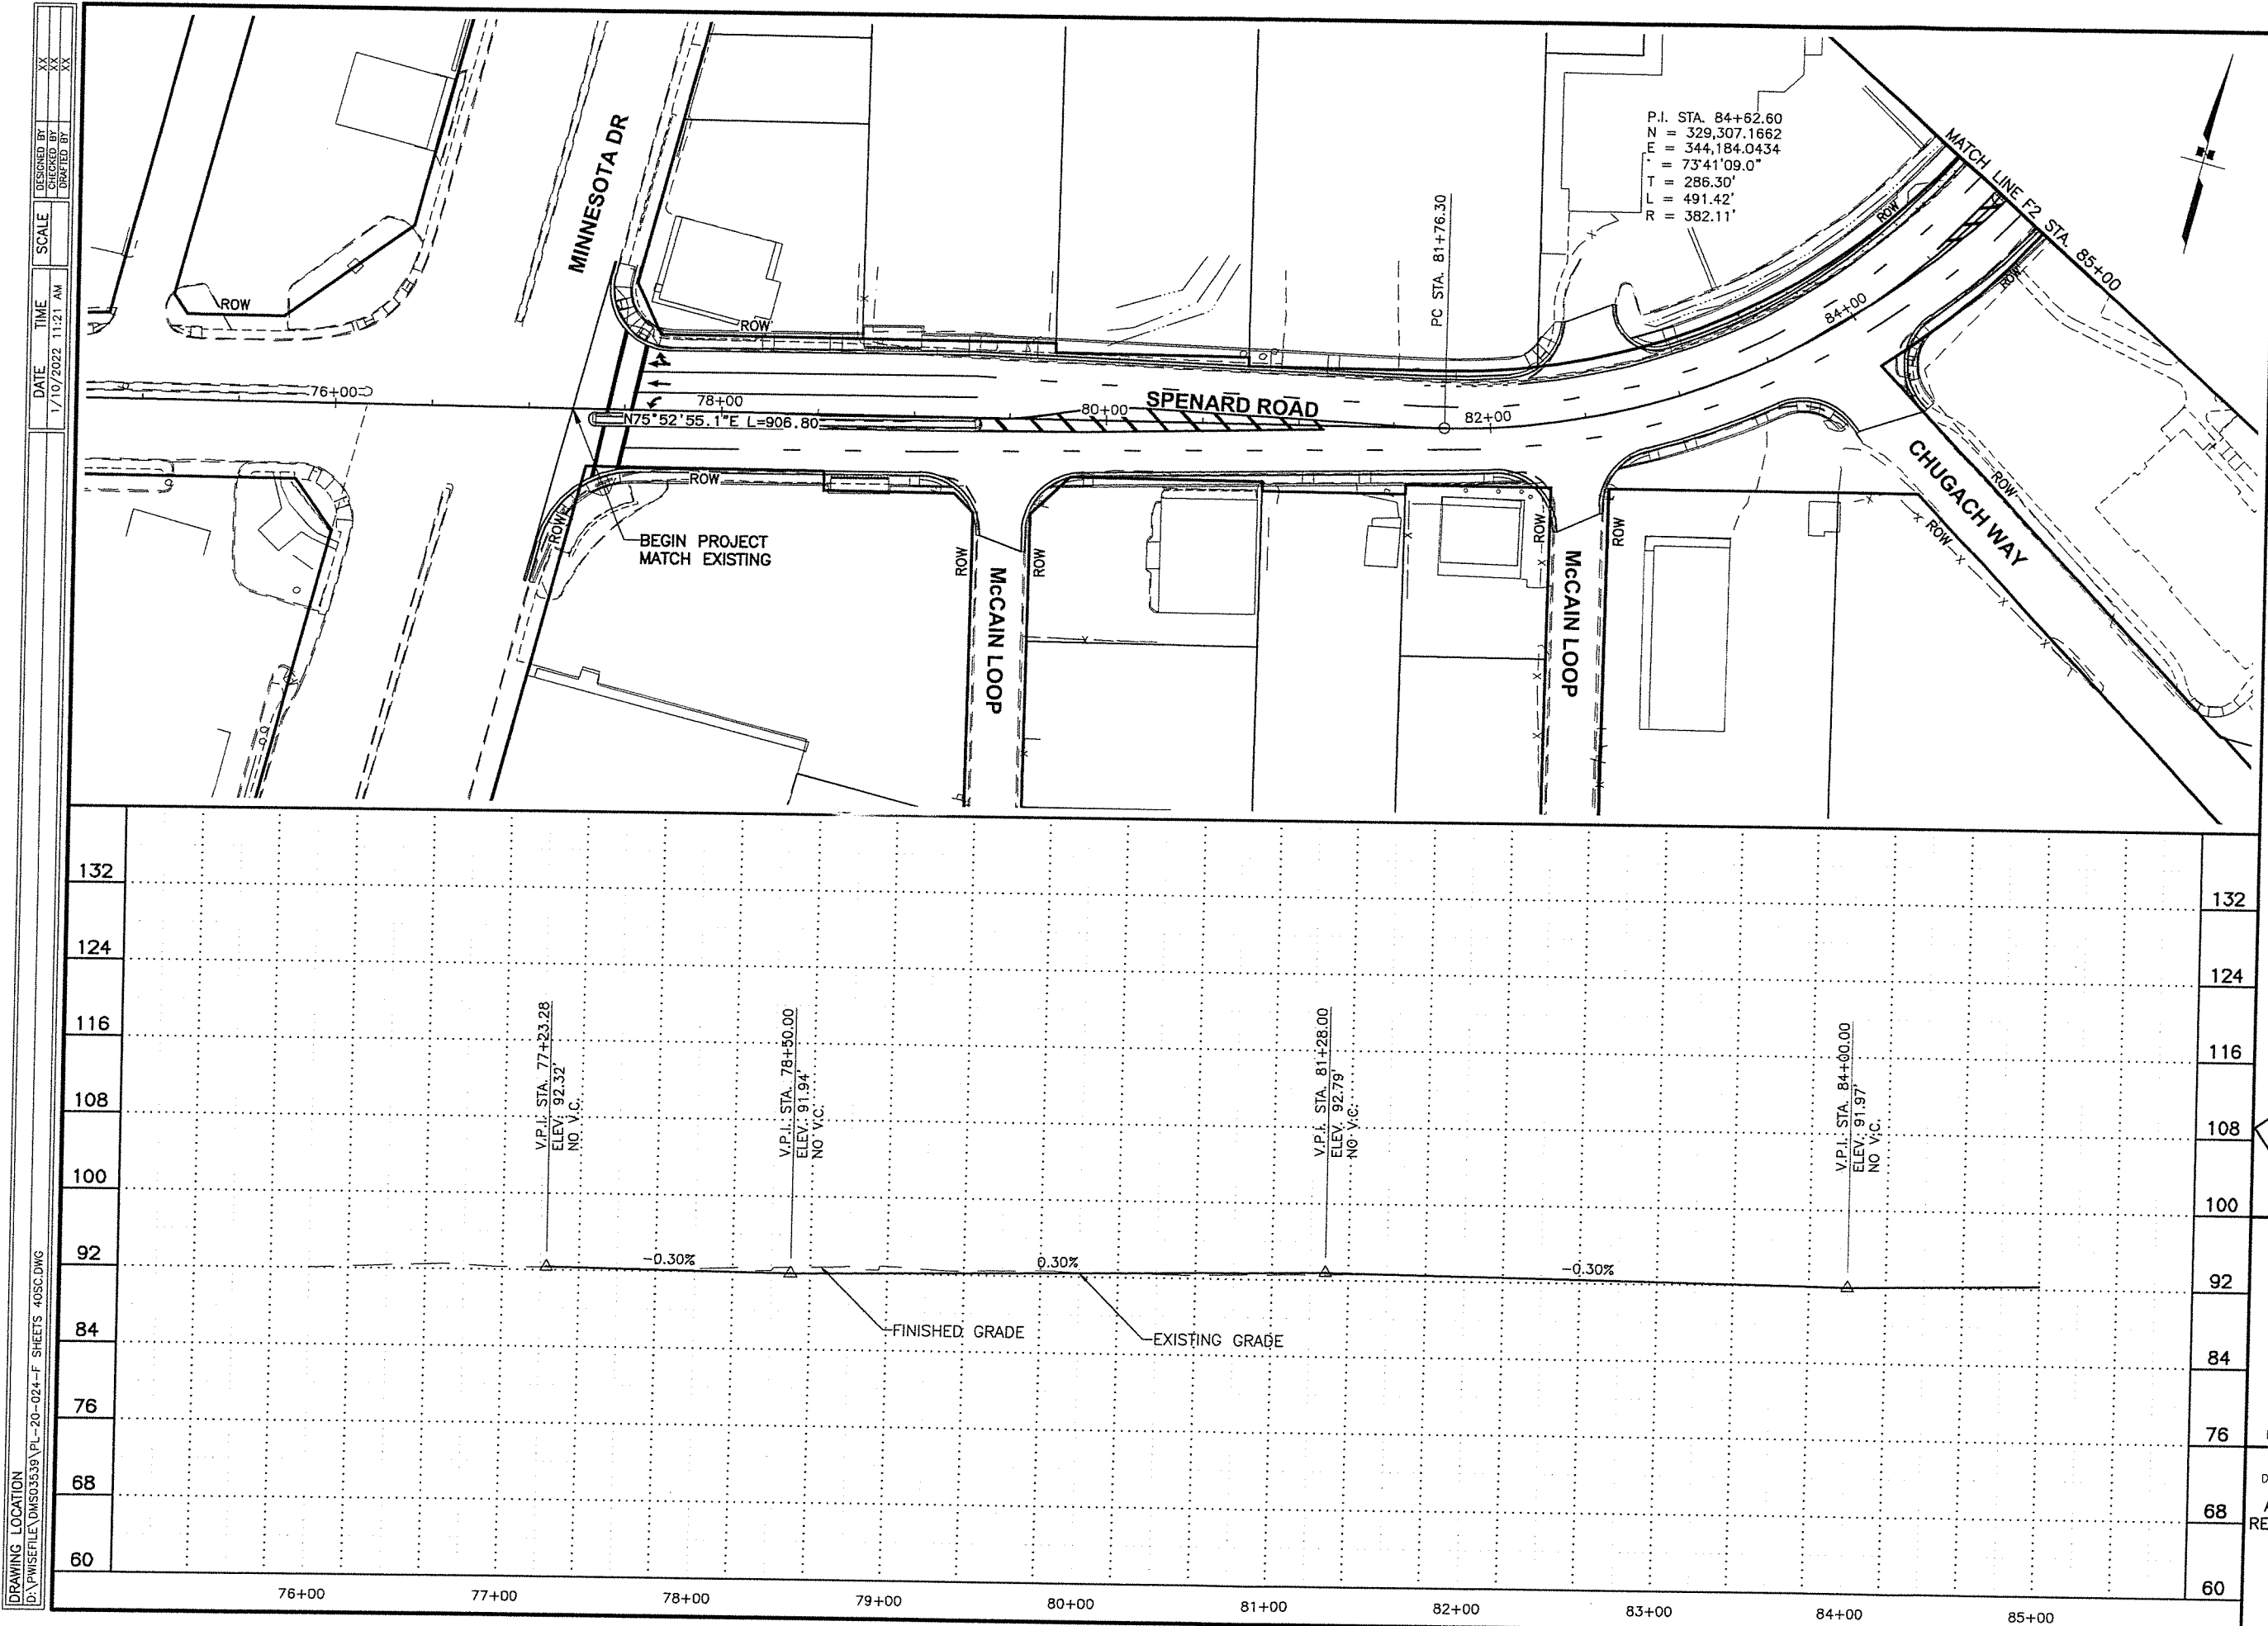 DESIGNED BY XX
CHECKED BY XX
DRAFTED BY XX
SCALE
TIME
11:21 AM
DATE
1/10/2022
DRAWING LOCATION
D:\PWISEFILE\DMS03539\PL-20-024-F SHEETS 40SC.DWG
MINNESOTA DR
P.I. STA. 84+62.60
N = 329,307.1662
E = 344,184.0434
` = 73°41'09.0"
T = 286.30'
L = 491.42'
R = 382.11'
MATCH LINE F2 STA. 85+00
PC STA. 81+76.30
ROW
ROW
ROW
ROW
84+00
76+00
78+00
80+00
SPENARD ROAD
82+00
N75°52'55.1"E L=906.80
ROW
ROW
BEGIN PROJECT
MATCH EXISTING
ROW
ROW
McCAIN LOOP
ROW
ROW
McCAIN LOOP
CHUGACH WAY
ROW
ROW
132
124
116
108
100
92
84
76
68
60
V.P.I. STA. 77+23.28
ELEV. 92.32'
NO V.C.
V.P.I. STA. 78+50.00
ELEV. 91.94'
NO V.C.
V.P.I. STA. 81+28.00
ELEV. 92.79'
NO V.C.
V.P.I. STA. 84+00.00
ELEV. 91.97'
NO V.C.
-0.30%
0.30%
-0.30%
FINISHED GRADE
EXISTING GRADE
132
124
116
108
100
92
84
76
68
60
RE
76+00 77+00 78+00 79+00 80+00 81+00 82+00 83+00 84+00 85+00